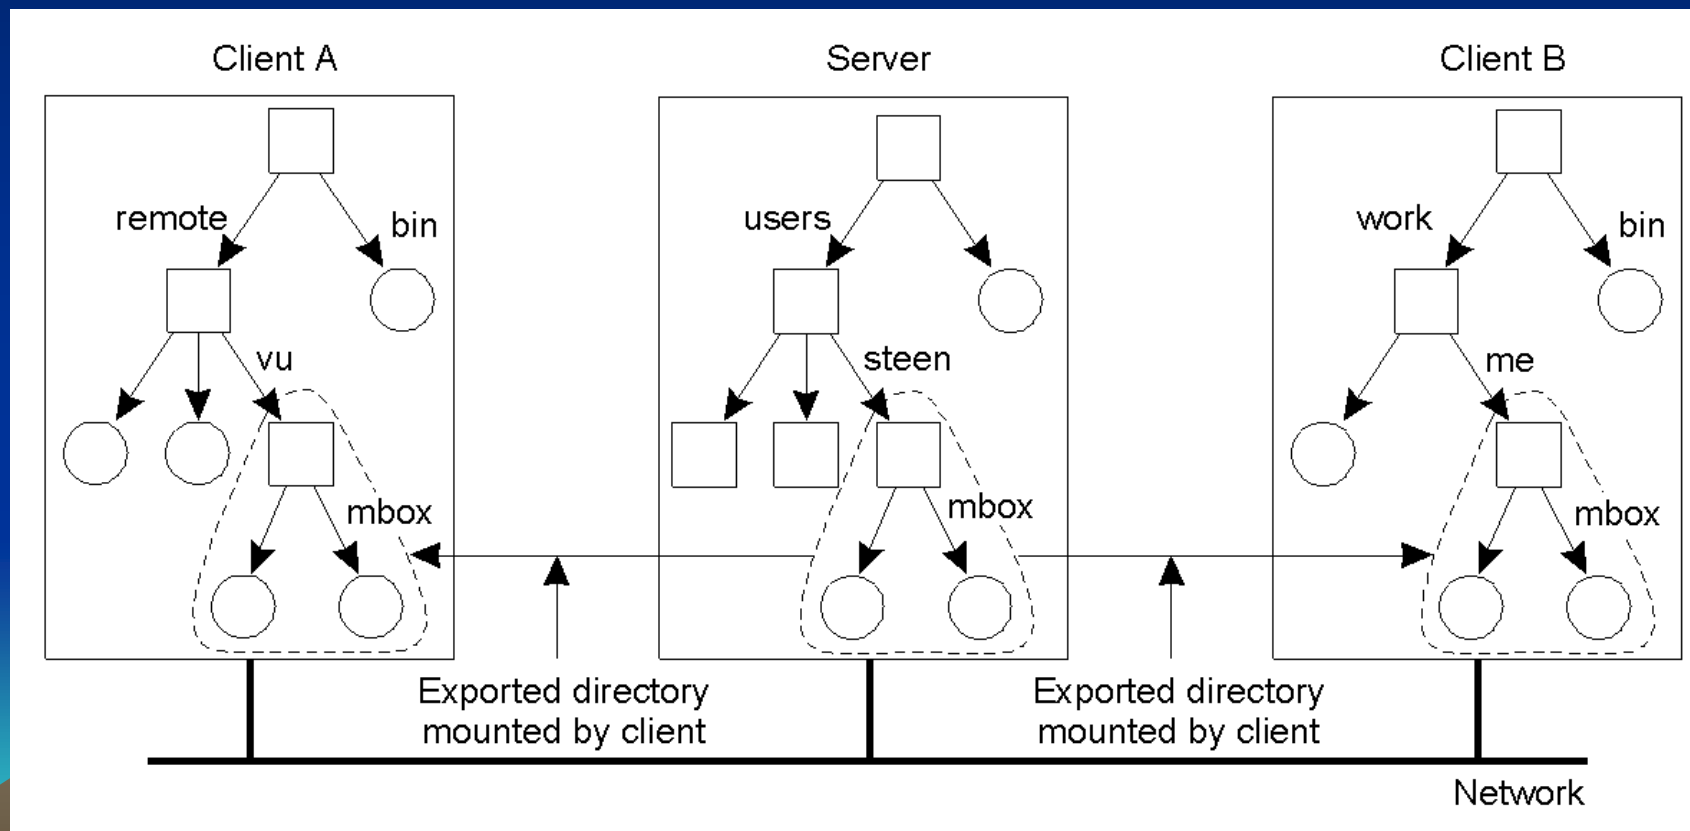 Client A
Server
Client B
remote
bin
users
work
bin
vu
steen
me
mbox
mbox
mbox
Exported directory
mounted by client
Exported directory
mounted by client
Network